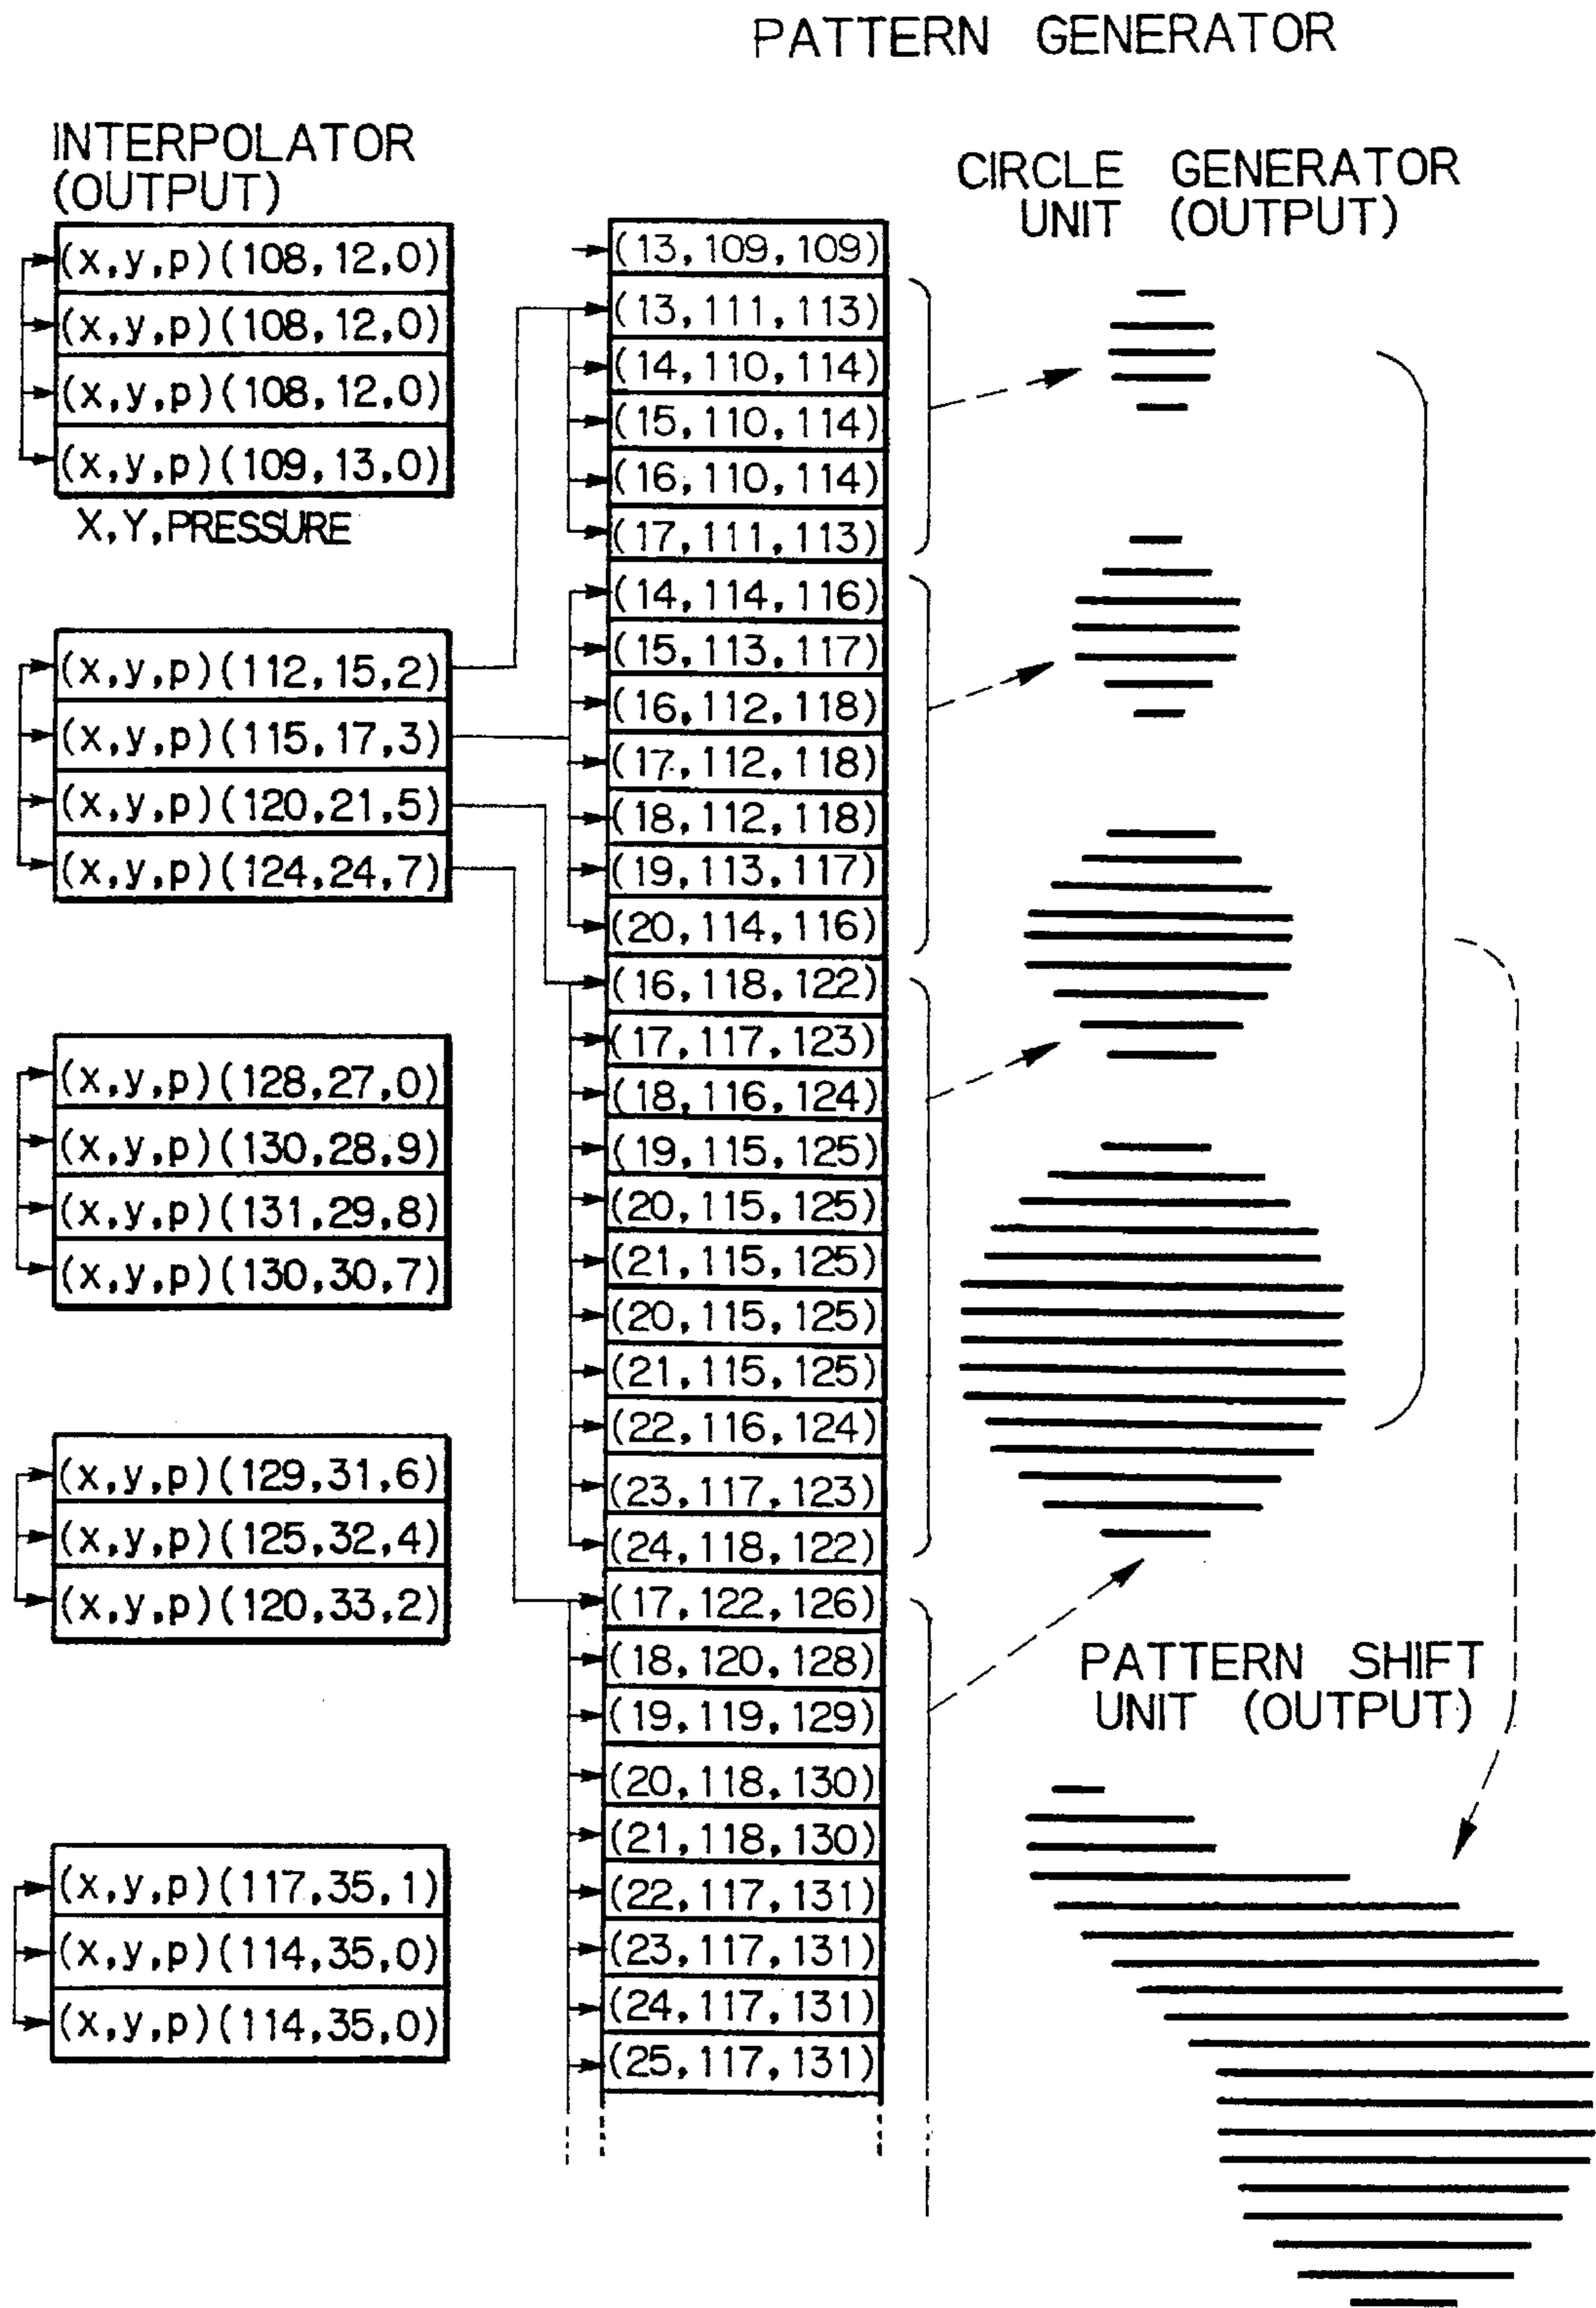 PATTERN GENERATOR
INTERPOLATOR
(OUTPUT)
(x,y,p)(108,12,0)
(x,y,p)(108,12,0)
(x,y,p)(108,12,0)
(x,y,p)(109,13,0)
X,Y,PRESSURE
(x,y,p)(112,15,2)
(x,y,p)(115,17,3)
(x,y,p)(120,21,5)
(x,y,p)(124,24,7)
(x,y,p)(128,27,0)
(x,y,p)(130,28,9)
(x,y,p)(131,29,8)
(x,y,p)(130,30,7)
(x,y,p)(129,31,6)
(x,y,p)(125,32,4)
(x,y,p)(120,33,2)
(x,y,p)(117,35,1)
(x,y,p)(114,35,0)
(x,y,p)(114,35,0)
(13,109,109)
(13,111,113)
(14,110,114)
(15,110,114)
(16,110,114)
(17,111,113)
(14,114,116)
(15,113,117)
(16,112,118)
(17,112,118)
(18,112,118)
(19,113,117)
(20,114,116)
(16,118,122)
(17,117,123)
(18,116,124)
(19,115,125)
(20,115,125)
(21,115,125)
(20,115,125)
(21,115,125)
(22,116,124)
(23,117,123)
(24,118,122)
(17,122,126)
(18,120,128)
(19,119,129)
(20,118,130)
(21,118,130)
(22,117,131)
(23,117,131)
(24,117,131)
(25,117,131)
CIRCLE GENERATOR
UNIT (OUTPUT)
PATTERN SHIFT
UNIT (OUTPUT)